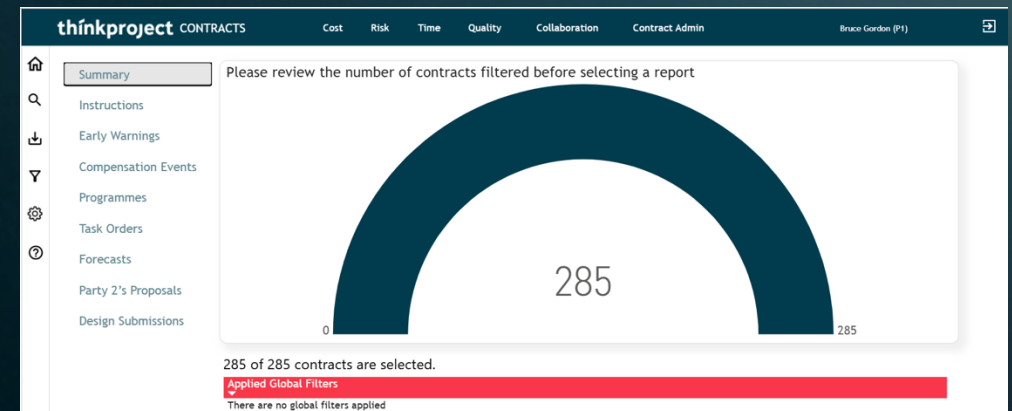 thinkproject CONTRACTS
Cost Risk Time Quality Collaboration Contract Admin
Bruce Gordon (P1)
Summary
Instructions
Early Warnings
Compensation Events
Programmes
Task Orders
Forecasts
Party 2's Proposals
Design Submissions
Please review the number of contracts filtered before selecting a report
285
0
285
285 of 285 contracts are selected.
Applied Global Filters
There are no global filters applied